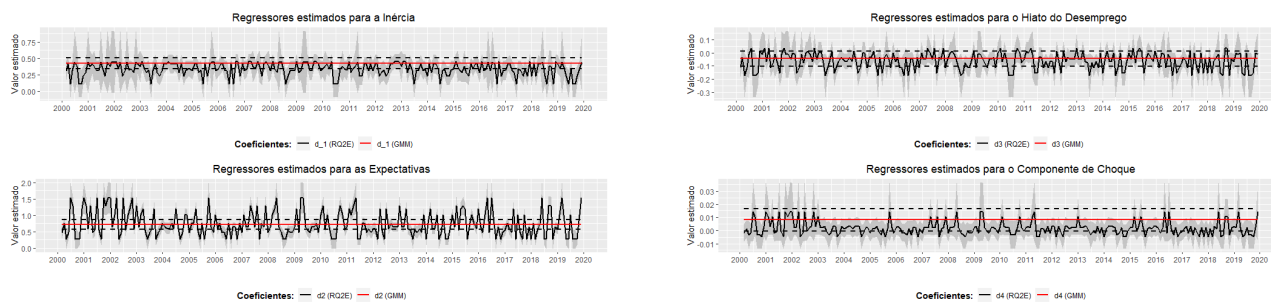 Regressores estimados para a Inércia
Valor estimado
0.75
0.50
0.25
0.00
2000 2001 2002 2003 2004 2005 2006 2007 2008 2009 2010 2011 2012 2013 2014 2015 2016 2017 2018 2019 2020
Coeficientes: d_1 (RQ2E) d_1 (GMM)
Regressores estimados para as Expectativas
Valor estimado
2.0
1.5
1.0
0.5
0.0
2000 2001 2002 2003 2004 2005 2006 2007 2008 2009 2010 2011 2012 2013 2014 2015 2016 2017 2018 2019 2020
Coeficientes: d2 (RQ2E) d2 (GMM)
Regressores estimados para o Hiato do Desemprego
Valor estimado
0.1
0.0
-0.1
-0.2
-0.3
2000 2001 2002 2003 2004 2005 2006 2007 2008 2009 2010 2011 2012 2013 2014 2015 2016 2017 2018 2019 2020
Coeficientes: d3 (RQ2E) d3 (GMM)
Regressores estimados para o Componente de Choque
Valor estimado
0.03
0.02
0.01
0.00
-0.01
2000 2001 2002 2003 2004 2005 2006 2007 2008 2009 2010 2011 2012 2013 2014 2015 2016 2017 2018 2019 2020
Coeficientes: d4 (RQ2E) d4 (GMM)